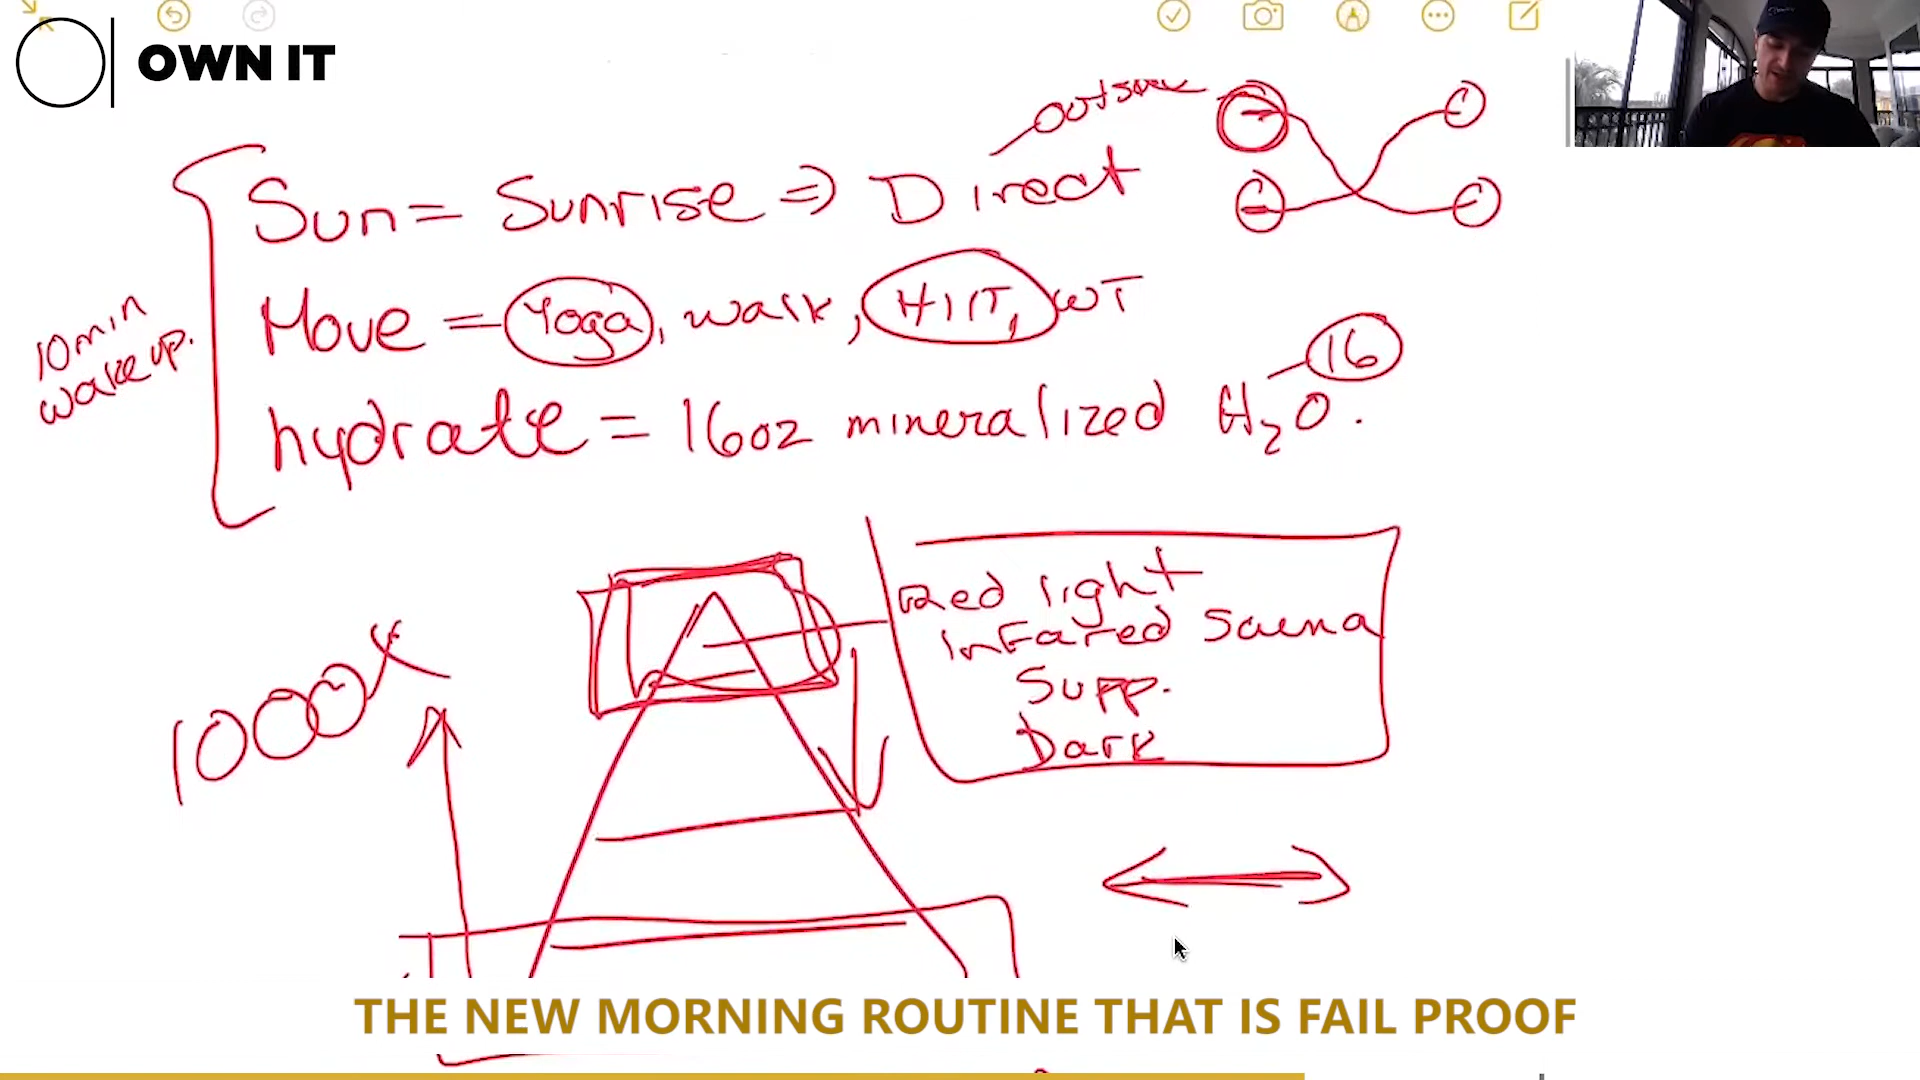 OWN IT
outside
Sun = Sunrise => Direct
Move = Yoga, walk, HIIT, WT
10min
wake up.
16
hydrate = 16oz mineralized H2O.
Red light
infared Sauna
Supp.
Dark
1000x
THE NEW MORNING ROUTINE THAT IS FAIL PROOF